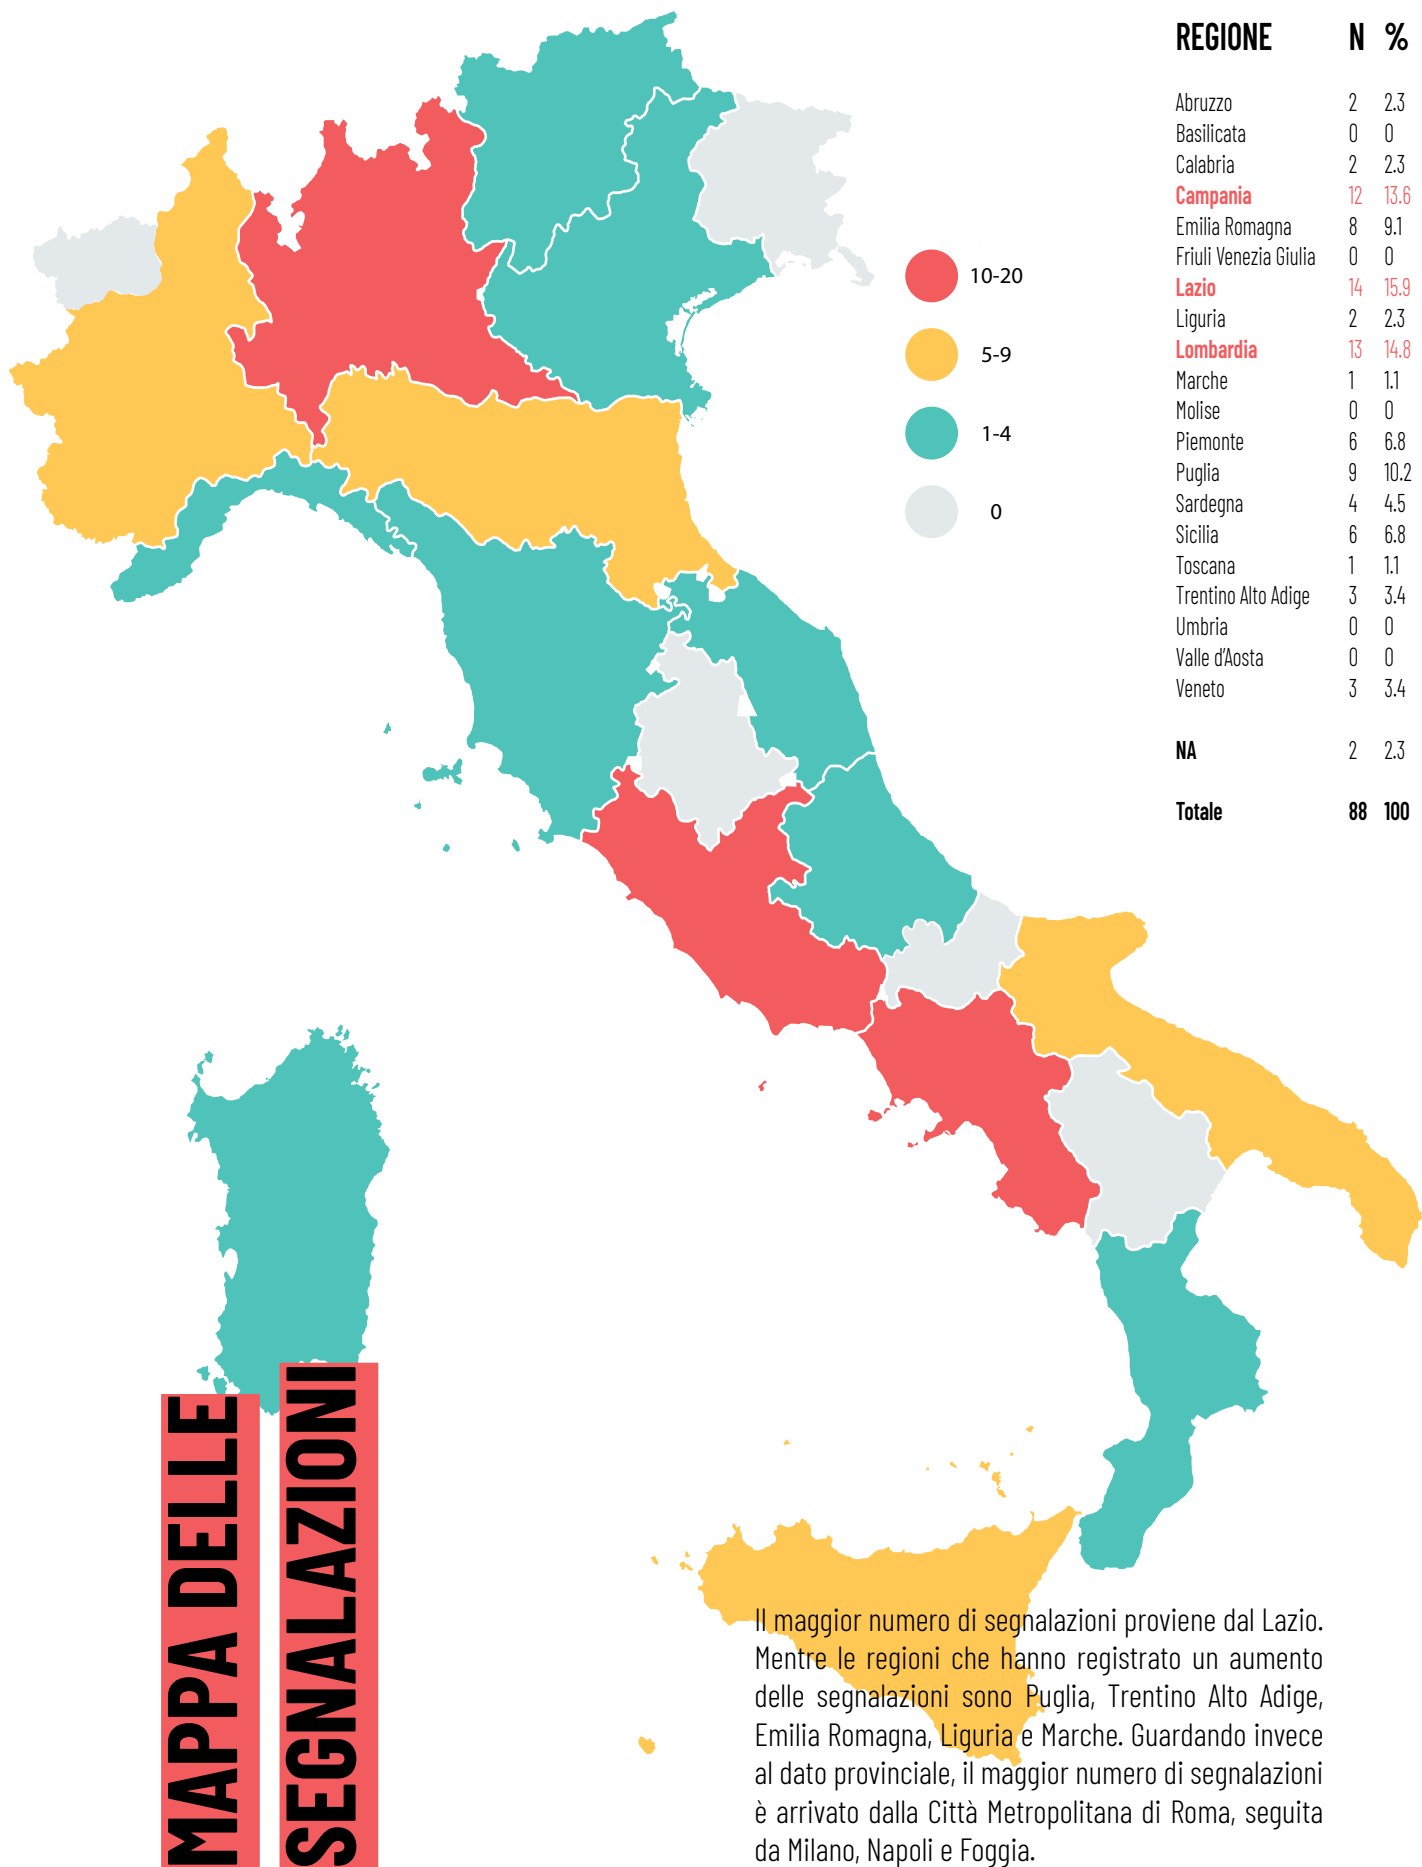 REGIONE N %
Abruzzo 2 2.3
Basilicata 0 0
Calabria 2 2.3
Campania 12 13.6
Emilia Romagna 8 9.1
Friuli Venezia Giulia 0 0
Lazio 14 15.9
Liguria 2 2.3
Lombardia 13 14.8
Marche 1 1.1
Molise 0 0
Piemonte 6 6.8
Puglia 9 10.2
Sardegna 4 4.5
Sicilia 6 6.8
Toscana 1 1.1
Trentino Alto Adige 3 3.4
Umbria 0 0
Valle d'Aosta 0 0
Veneto 3 3.4
NA 2 2.3
Totale 88 100
10-20
5-9
1-4
0
MAPPA DELLE
SEGNALAZIONI
Il maggior numero di segnalazioni proviene dal Lazio.
Mentre le regioni che hanno registrato un aumento
delle segnalazioni sono Puglia, Trentino Alto Adige,
Emilia Romagna, Liguria e Marche. Guardando invece
al dato provinciale, il maggior numero di segnalazioni
è arrivato dalla Città Metropolitana di Roma, seguita
da Milano, Napoli e Foggia.